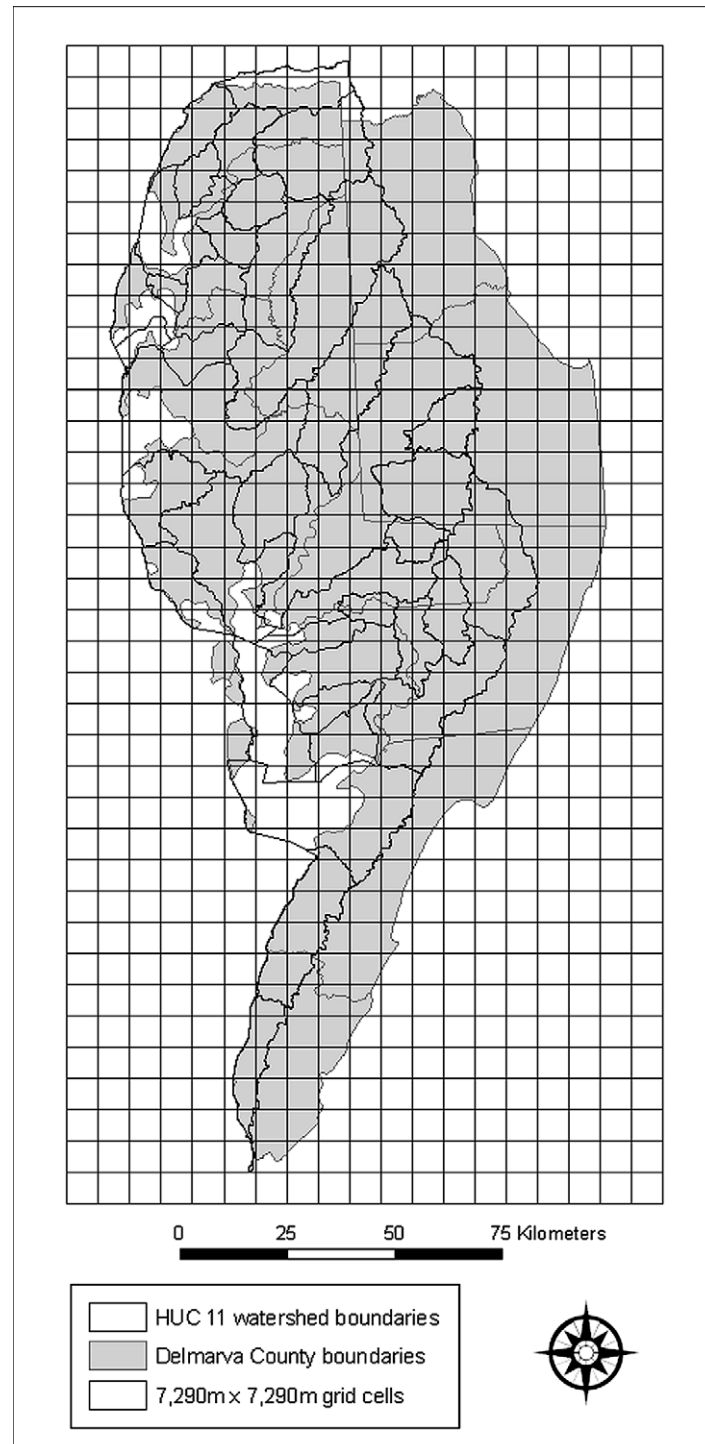 0 25 50 75 Kilometers
HUC 11 watershed boundaries
Delmarva County boundaries
7,290m x 7,290m grid cells